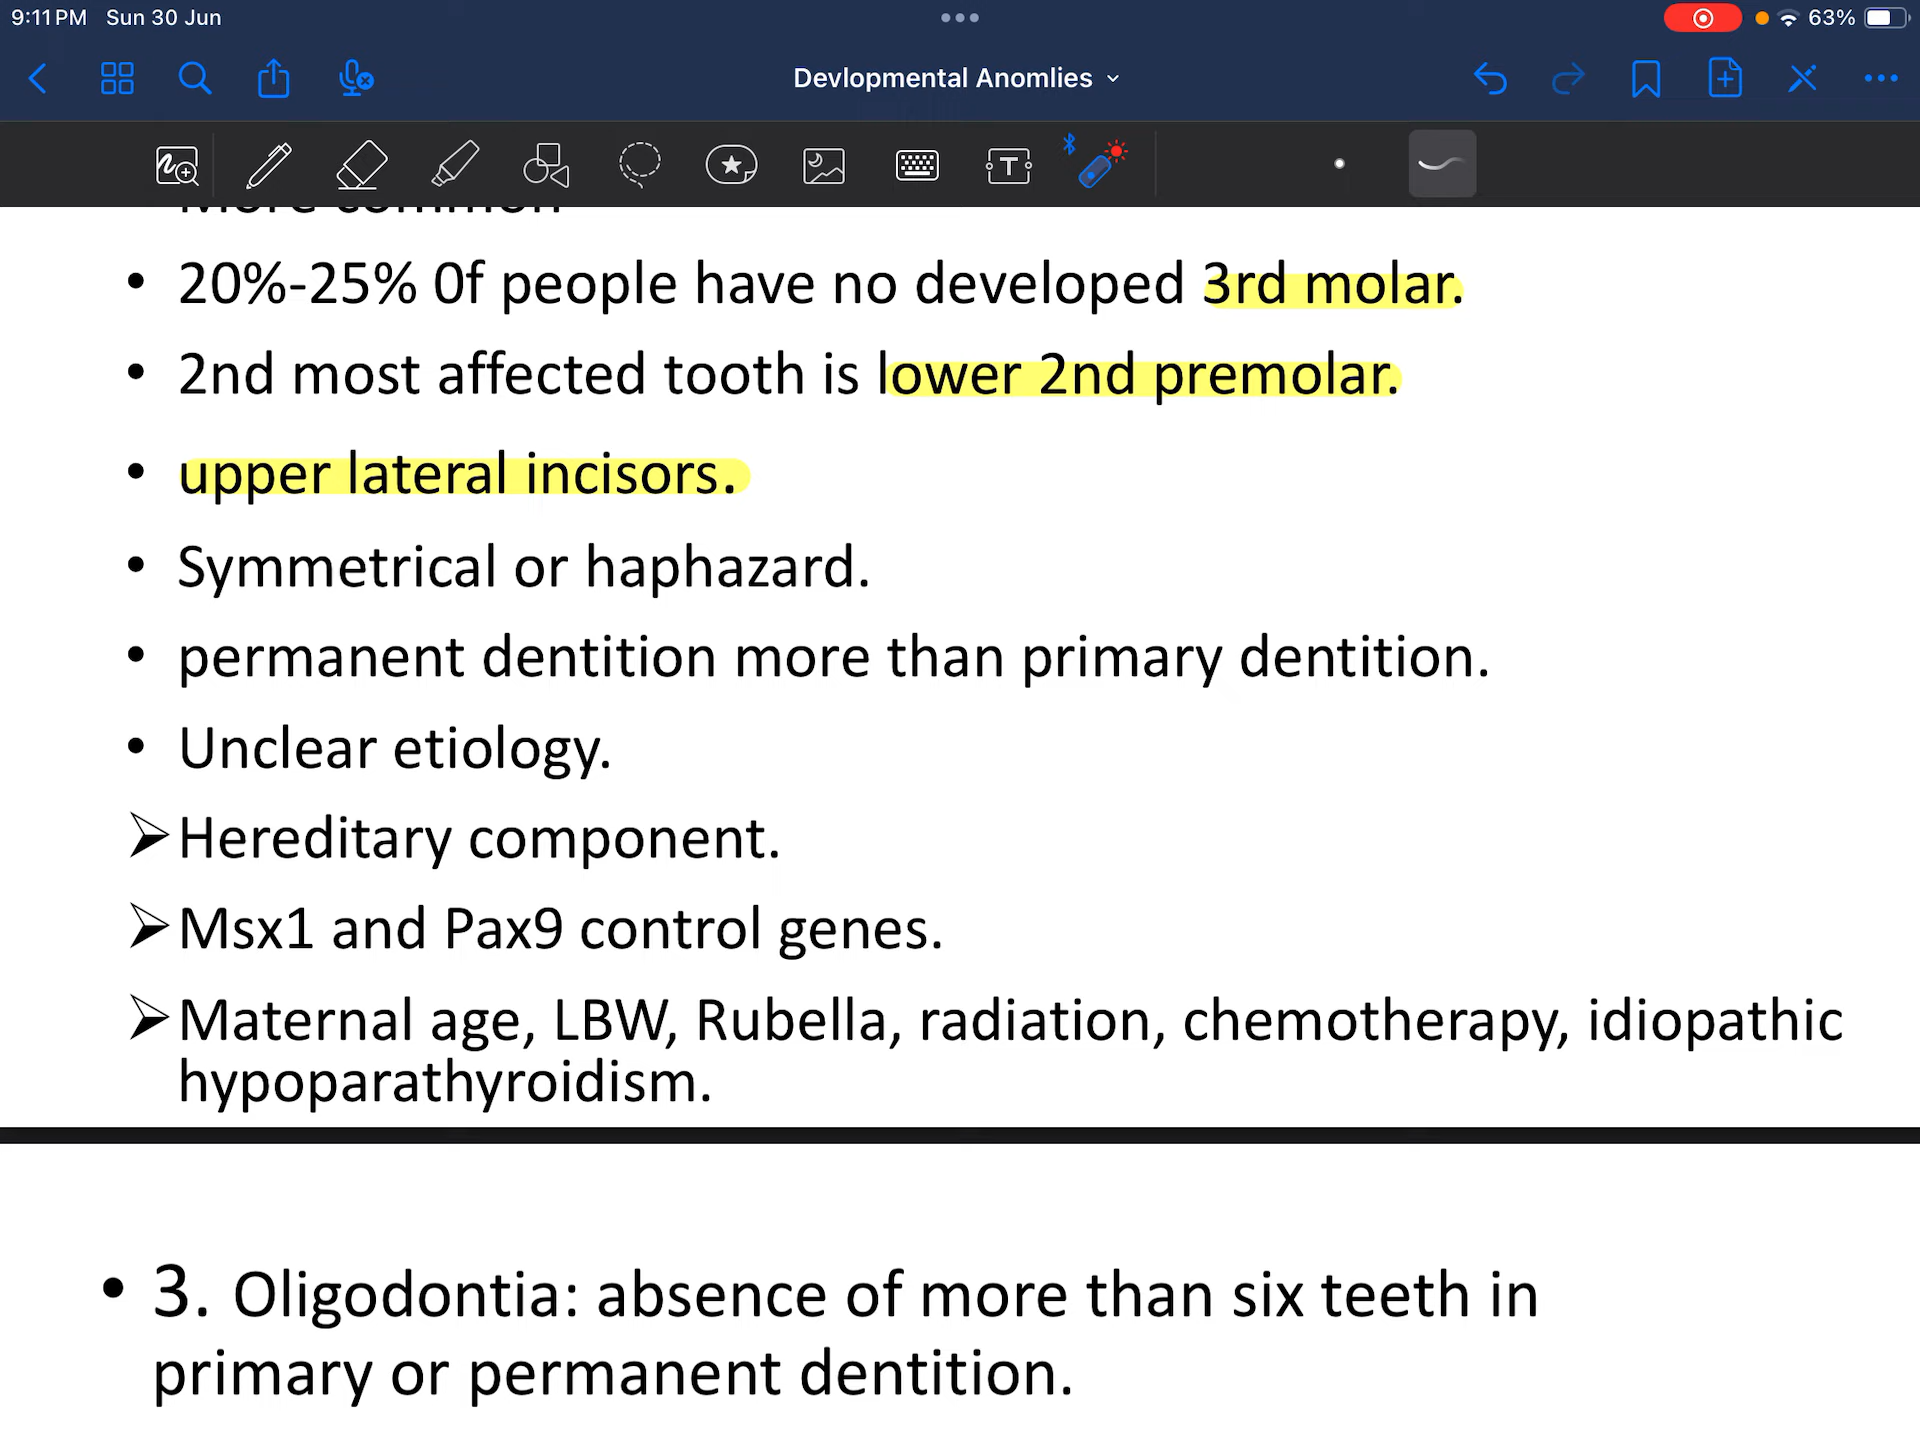 9:11 PM Sun 30 Jun
63%
Devlopmental Anomlies
More common
• 20%-25% 0f people have no developed 3rd molar.
• 2nd most affected tooth is lower 2nd premolar.
• upper lateral incisors.
• Symmetrical or haphazard.
• permanent dentition more than primary dentition.
• Unclear etiology.
➢ Hereditary component.
➢ Msx1 and Pax9 control genes.
➢ Maternal age, LBW, Rubella, radiation, chemotherapy, idiopathic
hypoparathyroidism.
• 3. Oligodontia: absence of more than six teeth in
primary or permanent dentition.